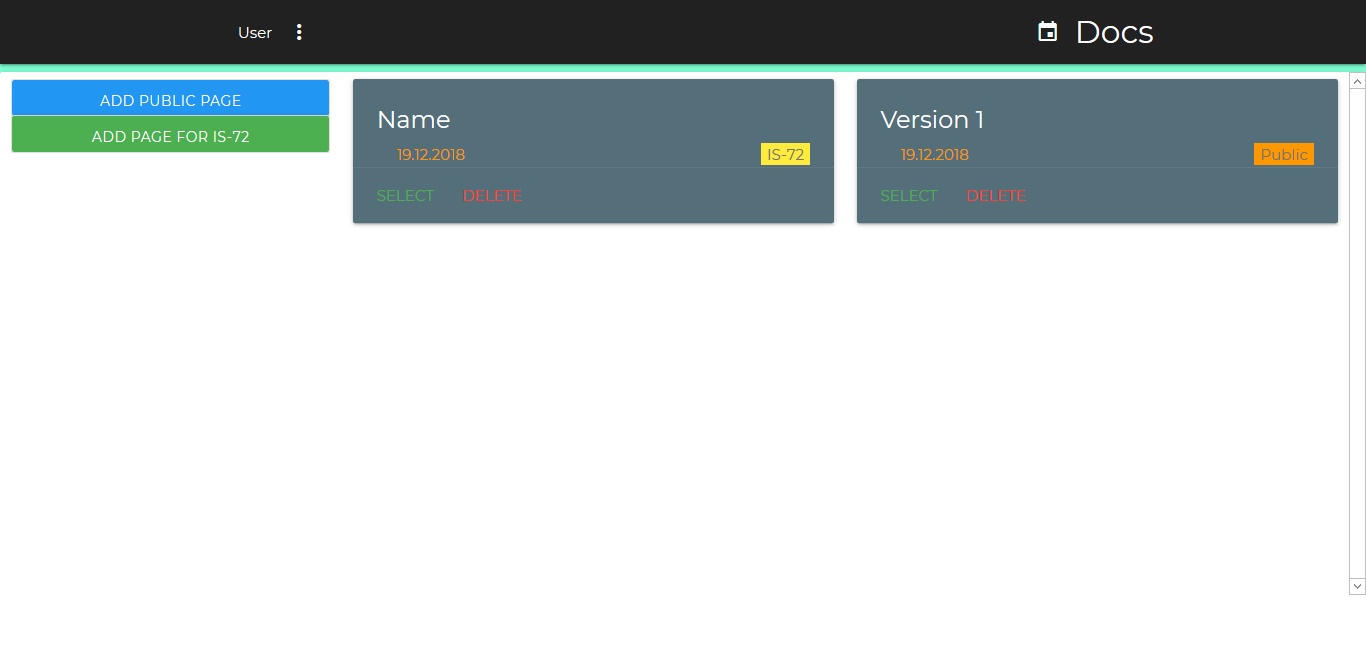 User
Docs
ADD PUBLIC PAGE
ADD PAGE FOR IS-72
Name
19.12.2018
IS-72
SELECT
DELETE
Version 1
19.12.2018
Public
SELECT
DELETE